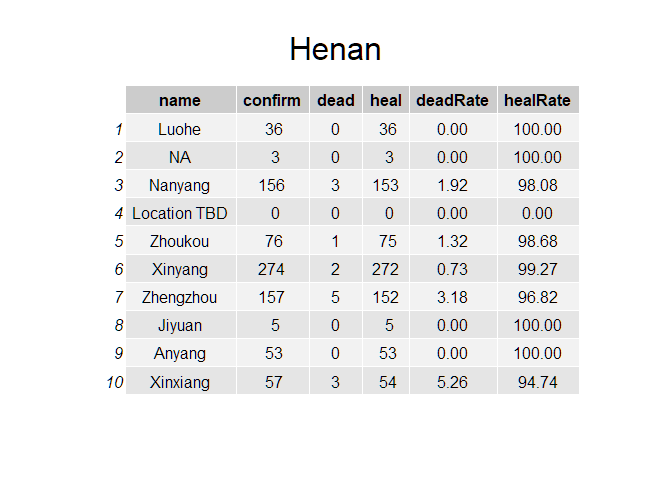 Henan
name confirm dead heal deadRate healRate
1 Luohe 36 0 36 0.00 100.00
2 NA 3 0 3 0.00 100.00
3 Nanyang 156 3 153 1.92 98.08
4 Location TBD 0 0 0 0.00 0.00
5 Zhoukou 76 1 75 1.32 98.68
6 Xinyang 274 2 272 0.73 99.27
7 Zhengzhou 157 5 152 3.18 96.82
8 Jiyuan 5 0 5 0.00 100.00
9 Anyang 53 0 53 0.00 100.00
10 Xinxiang 57 3 54 5.26 94.74